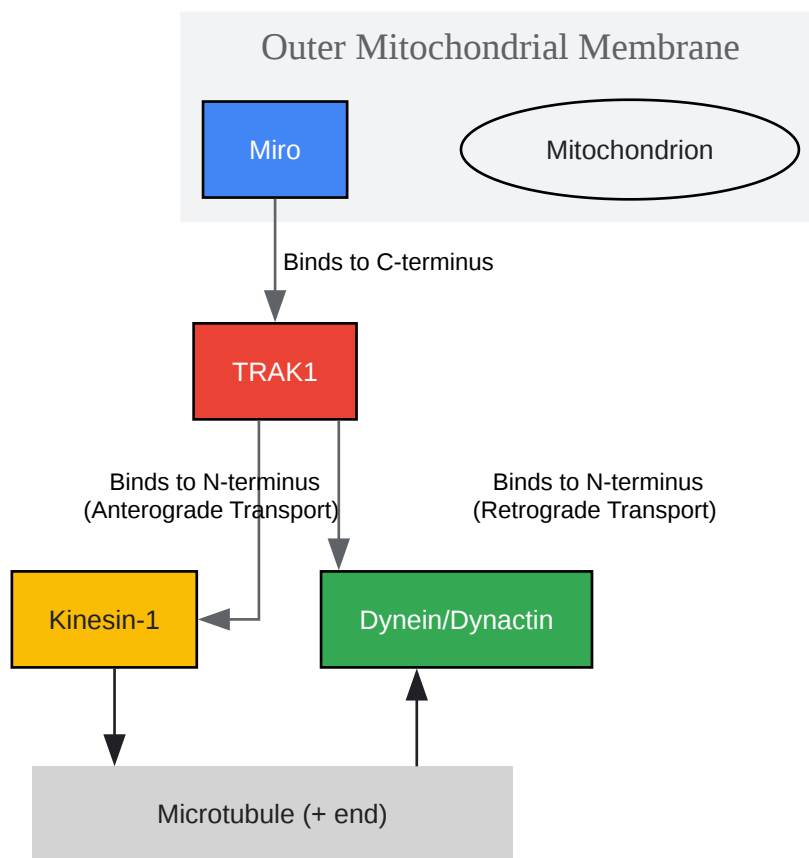 Outer Mitochondrial Membrane
Miro
Mitochondrion
Binds to C-terminus
TRAK1
Binds to N-terminus
(Anterograde Transport)
Binds to N-terminus
(Retrograde Transport)
Kinesin-1
Dynein/Dynactin
Microtubule (+ end)